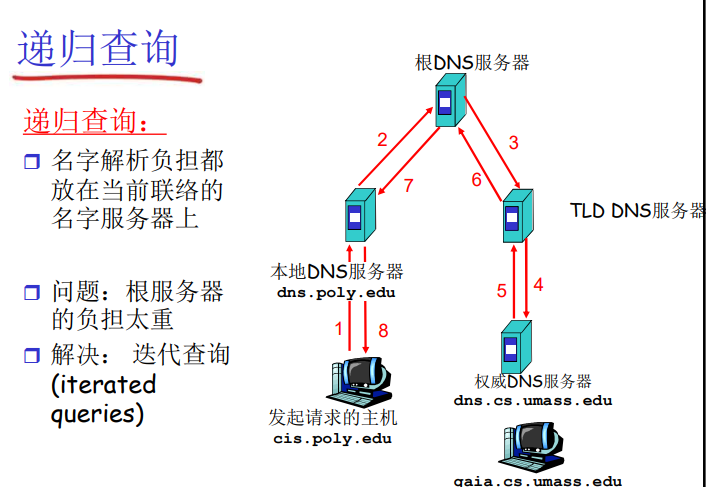 递归查询
递归查询：
名字解析负担都
放在当前联络的
名字服务器上
问题：根服务器
的负担太重
解决： 迭代查询
(iterated
queries)
根DNS服务器
2
3
7
6
TLD DNS服务器
本地DNS服务器
dns.poly.edu
5
4
1
8
权威DNS服务器
dns.cs.umass.edu
发起请求的主机
cis.poly.edu
gaia.cs.umass.edu